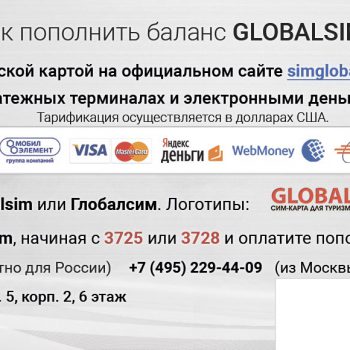 к пополнить баланс GLOBALSI
ской картой на официальном сайте simgloba
атежных терминалах и электронными день
Тарификация осуществляется в долларах США.
МОБИЛ ЭЛЕМЕНТ группа компаний VISA MasterCard Яндекс деньги WebMoney
lsim или Глобалсим. Логотипы:
GLOBAL
СИМ-КАРТА ДЛЯ ТУРИЗМ
m, начиная с 3725 или 3728 и оплатите попо
тно для России) +7 (495) 229-44-09 (из Москвы
. 5, корп. 2, 6 этаж